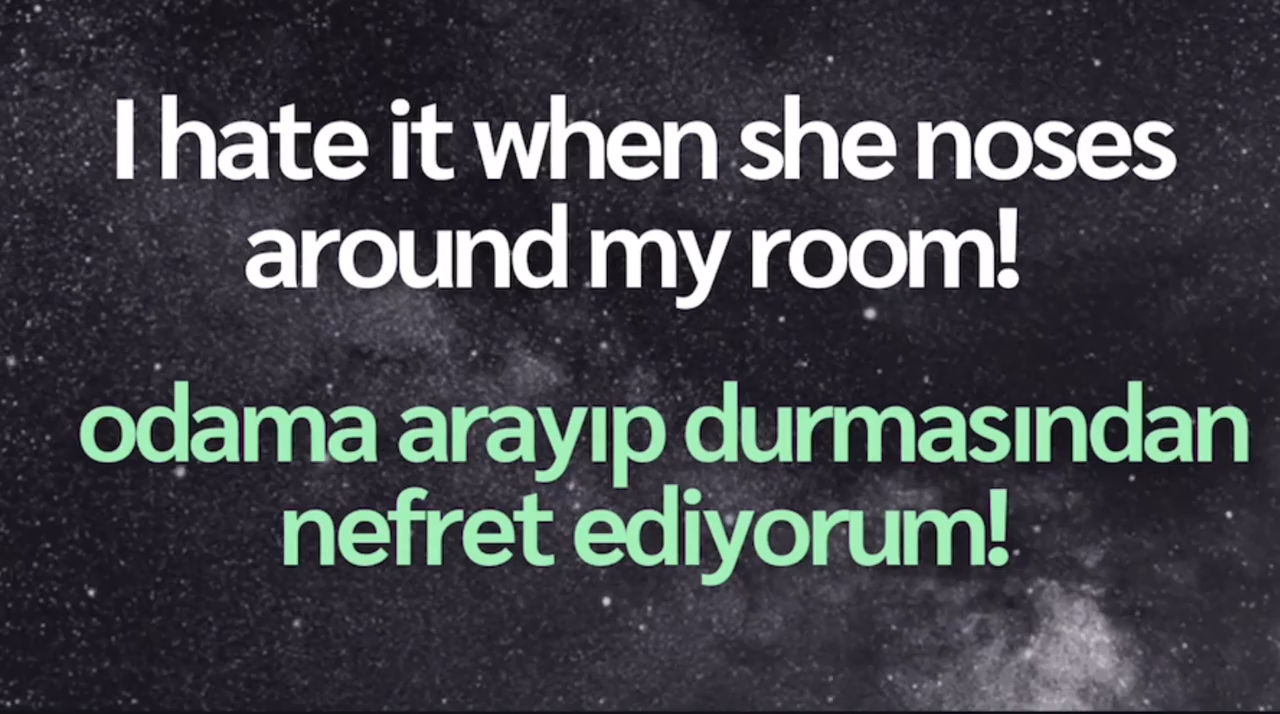 I hate it when she noses
around my room!
odama arayıp durmasından
nefret ediyorum!